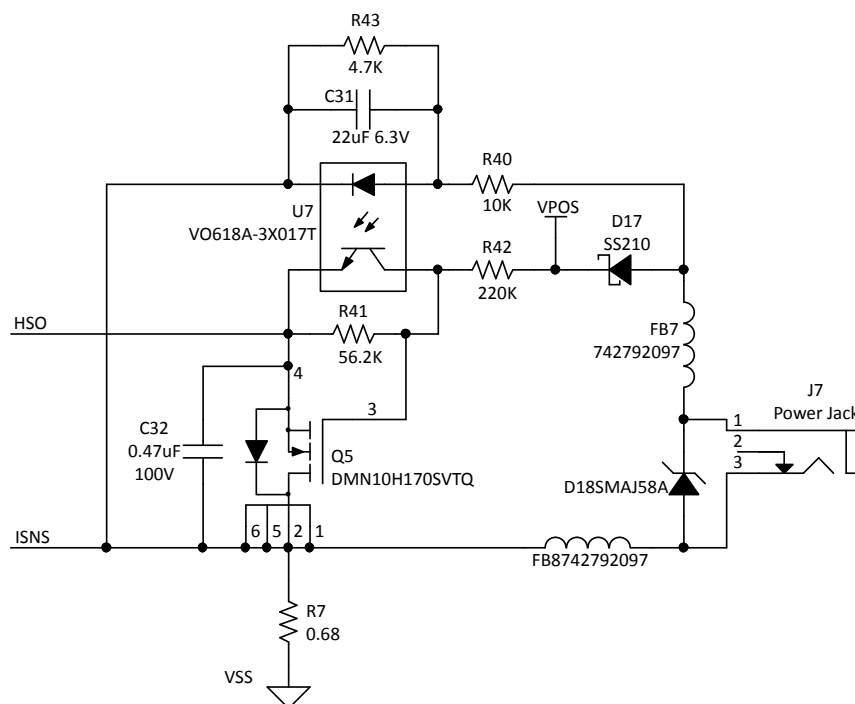 R43
4.7K
C31
22uF 6.3V
R40
10K
U7
VO618A-3X017T
VPOS
D17
SS210
R42
220K
HSO
R41
56.2K
FB7
742792097
4
3
J7
Power Jack
1
2
3
C32
0.47uF
100V
Q5
DMN10H170SVTQ
D18SMAJ58A
6 5 2 1
ISNS
FB8742792097
R7
0.68
VSS